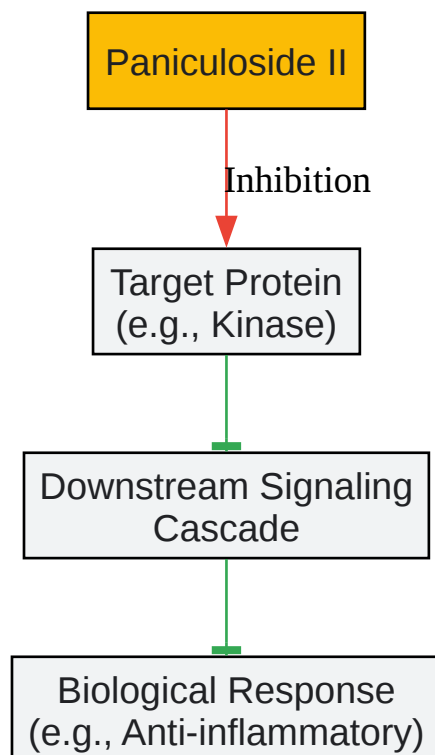 Paniculoside II
Inhibition
Target Protein
(e.g., Kinase)
Downstream Signaling
Cascade
Biological Response
(e.g., Anti-inflammatory)